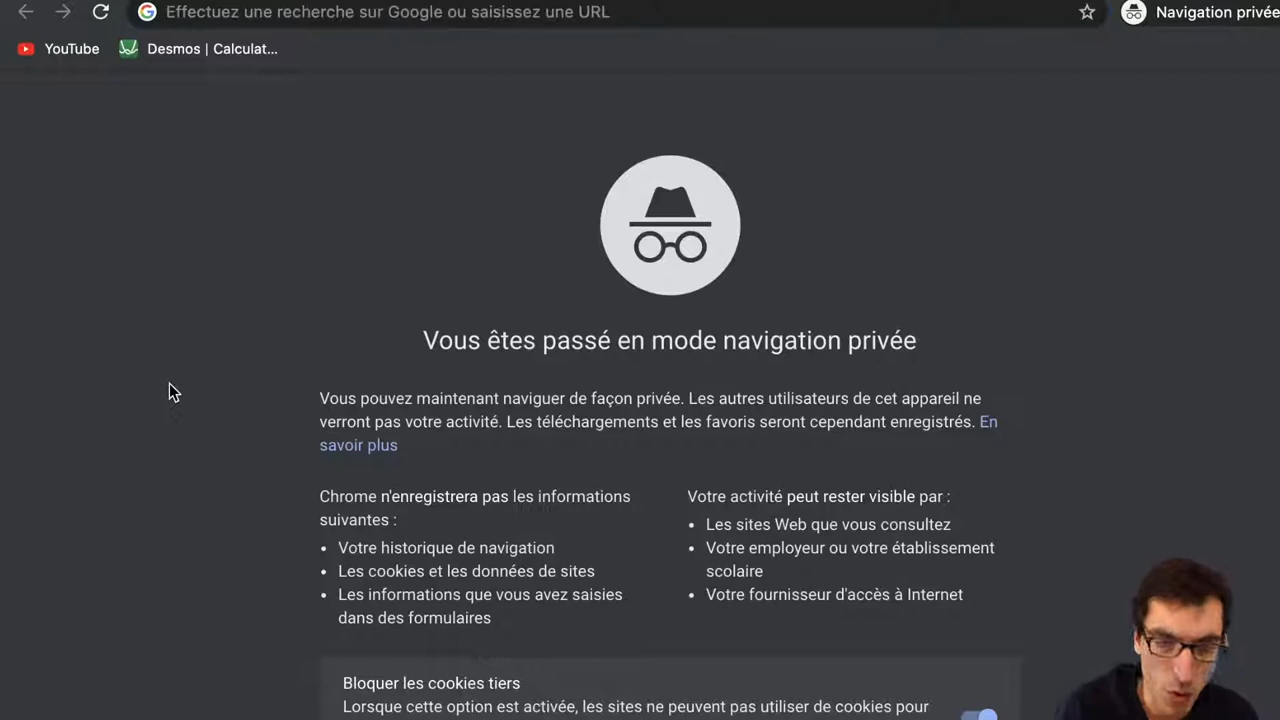 Effectuez une recherche sur Google ou saisissez une URL
Navigation privée
YouTube
Desmos | Calculat...
Vous êtes passé en mode navigation privée
Vous pouvez maintenant naviguer de façon privée. Les autres utilisateurs de cet appareil ne
verront pas votre activité. Les téléchargements et les favoris seront cependant enregistrés. En
savoir plus
Chrome n'enregistrera pas les informations
suivantes :
• Votre historique de navigation
• Les cookies et les données de sites
• Les informations que vous avez saisies
dans des formulaires
Votre activité peut rester visible par :
• Les sites Web que vous consultez
• Votre employeur ou votre établissement
scolaire
• Votre fournisseur d'accès à Internet
Bloquer les cookies tiers
Lorsque cette option est activée, les sites ne peuvent pas utiliser de cookies pour